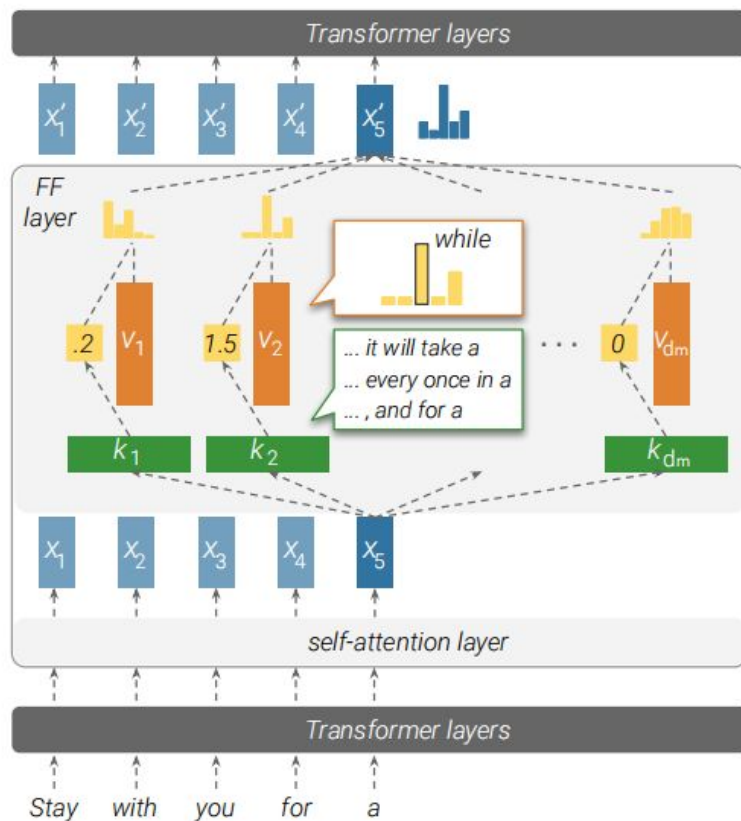 Transformer layers
x′₁ x′₂ x′₃ x′₄ x′₅
FF
layer
while
.2 v₁ 1.5 v₂ ... 0 v_dm
... it will take a
... every once in a
... , and for a
k₁ k₂ k_dm
x₁ x₂ x₃ x₄ x₅
self-attention layer
Transformer layers
Stay with you for a